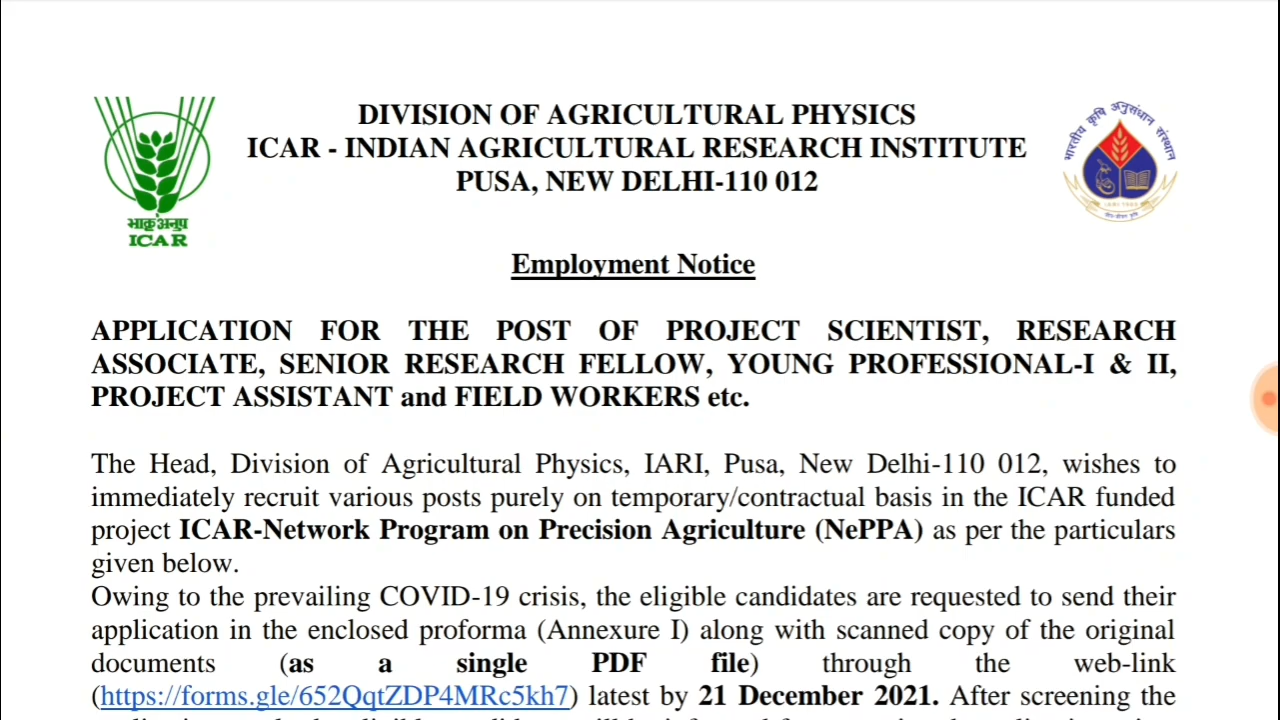 DIVISION OF AGRICULTURAL PHYSICS
ICAR - INDIAN AGRICULTURAL RESEARCH INSTITUTE
PUSA, NEW DELHI-110 012
भाकृअनुप
ICAR
भारतीय कृषि अनुसंधान संस्थान
Employment Notice
APPLICATION FOR THE POST OF PROJECT SCIENTIST, RESEARCH
ASSOCIATE, SENIOR RESEARCH FELLOW, YOUNG PROFESSIONAL-I & II,
PROJECT ASSISTANT and FIELD WORKERS etc.
The Head, Division of Agricultural Physics, IARI, Pusa, New Delhi-110 012, wishes to
immediately recruit various posts purely on temporary/contractual basis in the ICAR funded
project ICAR-Network Program on Precision Agriculture (NePPA) as per the particulars
given below.
Owing to the prevailing COVID-19 crisis, the eligible candidates are requested to send their
application in the enclosed proforma (Annexure I) along with scanned copy of the original
documents (as a single PDF file) through the web-link
(https://forms.gle/652QqtZDP4MRc5kh7) latest by 21 December 2021. After screening the